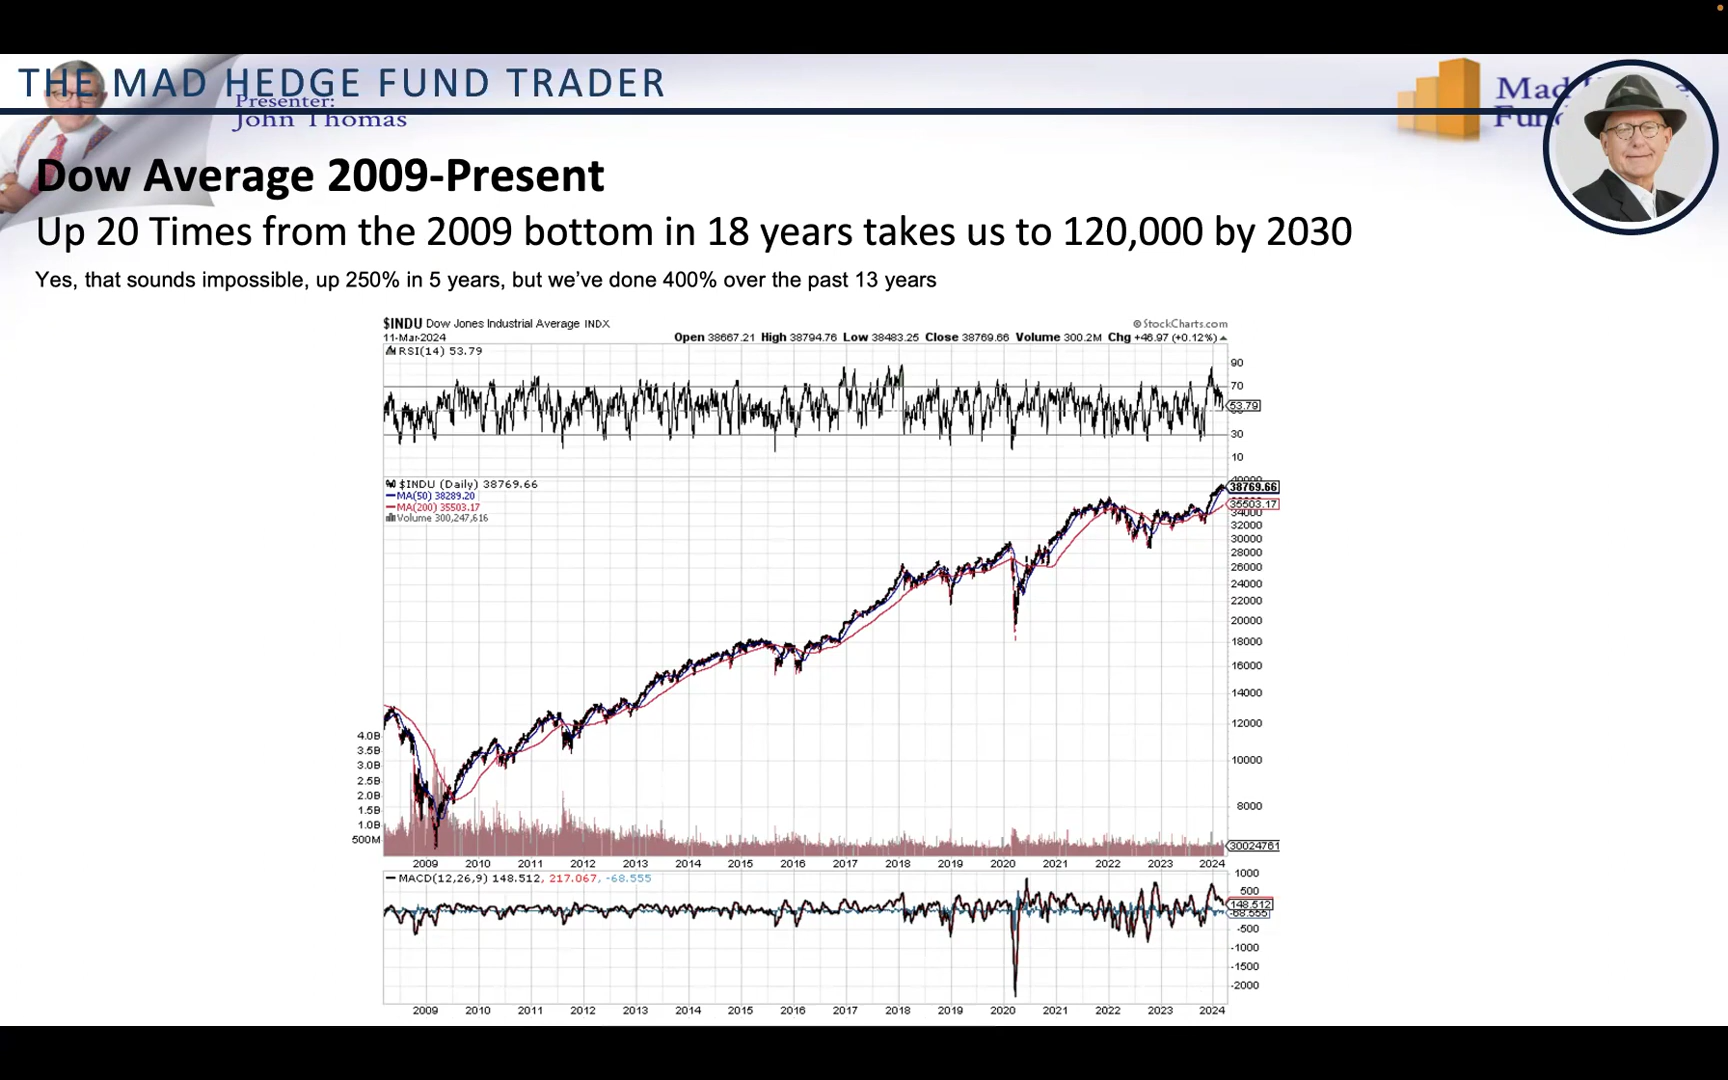 THE MAD HEDGE FUND TRADER
Presenter:
John Thomas
Mad
Fun
Dow Average 2009-Present
Up 20 Times from the 2009 bottom in 18 years takes us to 120,000 by 2030
Yes, that sounds impossible, up 250% in 5 years, but we've done 400% over the past 13 years
$INDU Dow Jones Industrial Average INDX
© StockCharts.com
11-Mar-2024
Open 38667.21 High 38794.76 Low 38483.25 Close 38769.66 Volume 300.2M Chg +46.97 (+0.12%)
RSI(14) 53.79
90
70
53.79
30
10
$INDU (Daily) 38769.66
MA(50) 38289.20
MA(200) 35503.17
Volume 300,247,616
38769.66
35503.17
34000
32000
30000
28000
26000
24000
22000
20000
18000
16000
14000
12000
10000
8000
4.0B
3.5B
3.0B
2.5B
2.0B
1.5B
1.0B
500M
30024761
2009 2010 2011 2012 2013 2014 2015 2016 2017 2018 2019 2020 2021 2022 2023 2024
MACD(12,26,9) 148.512, 217.067, -68.555
1000
500
148.512
-68.555
-500
-1000
-1500
-2000
2009 2010 2011 2012 2013 2014 2015 2016 2017 2018 2019 2020 2021 2022 2023 2024